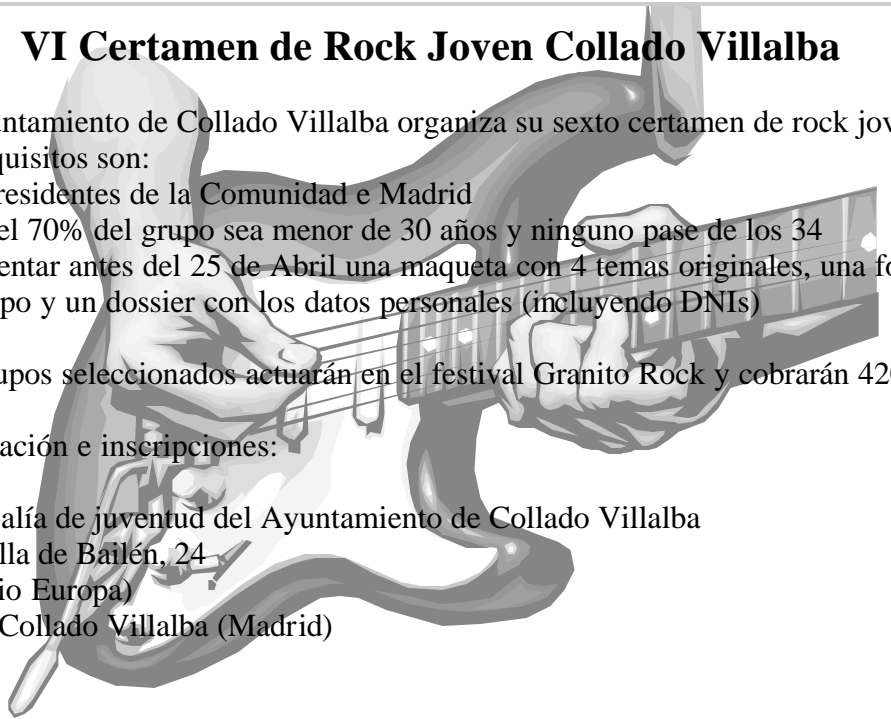 VI Certamen de Rock Joven Collado Villalba
untamiento de Collado Villalba organiza su sexto certamen de rock jov
quisitos son:
residentes de la Comunidad e Madrid
el 70% del grupo sea menor de 30 años y ninguno pase de los 34
entar antes del 25 de Abril una maqueta con 4 temas originales, una fo
po y un dossier con los datos personales (incluyendo DNIs)
upos seleccionados actuarán en el festival Granito Rock y cobrarán 42
ación e inscripciones:
alía de juventud del Ayuntamiento de Collado Villalba
lla de Bailén, 24
io Europa)
Collado Villalba (Madrid)